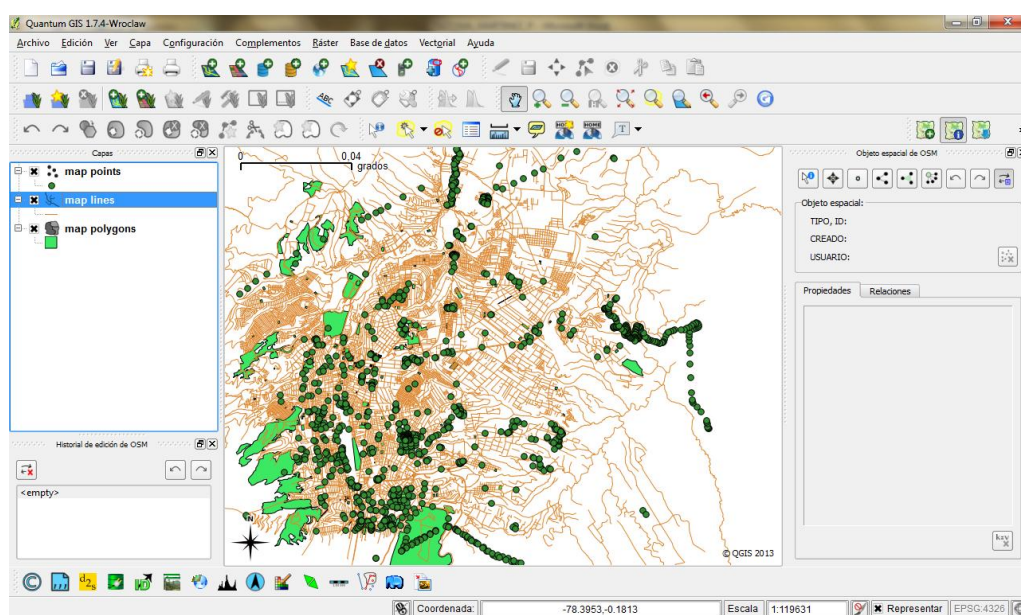 Quantum GIS 1.7.4-Wroclaw
Archivo Edición Ver Capa Configuración Complementos Ráster Base de datos Vectorial Ayuda
ABC
T
Capas
map points
map lines
map polygons
0 0.04
grados
N
© QGIS 2013
Historial de edición de OSM
<empty>
Objeto espacial de OSM
Objeto espacial:
TIPO, ID:
CREADO:
USUARIO:
Propiedades Relaciones
Coordenada: -78.3953,-0.1813 Escala 1:119631 Representar EPSG:4326